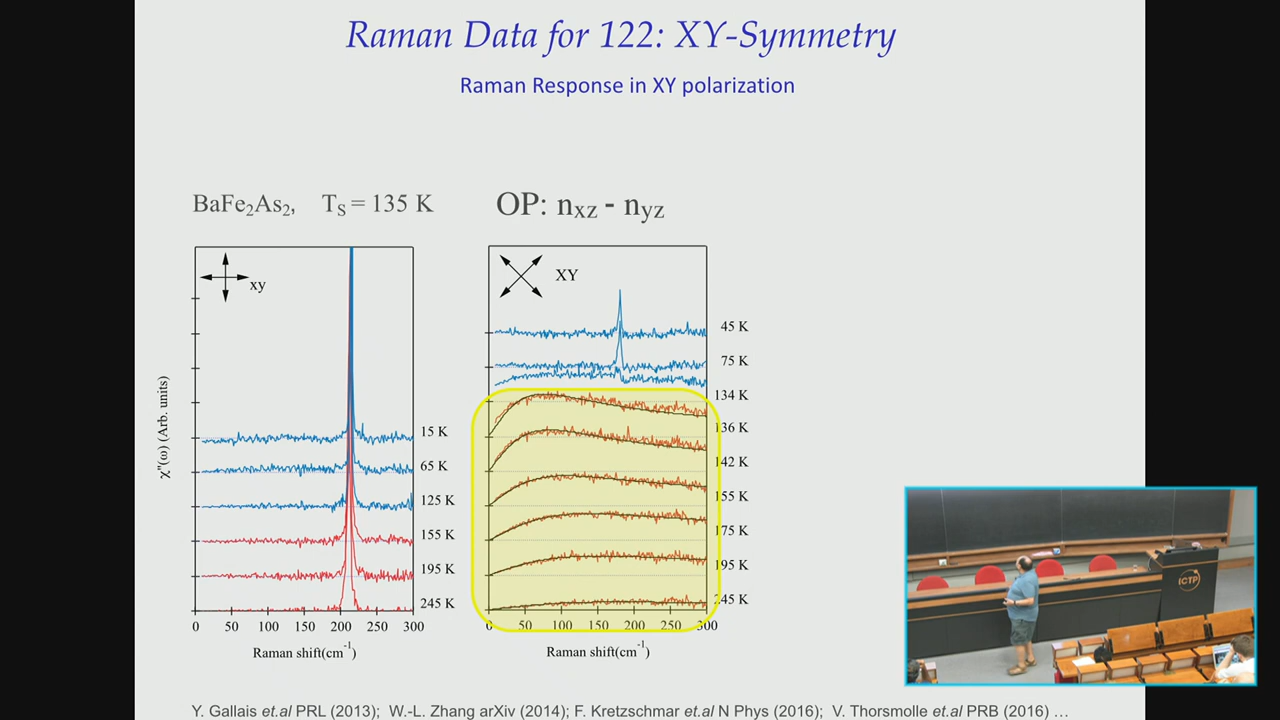 Raman Data for 122: XY-Symmetry
Raman Response in XY polarization
BaFe₂As₂, Tₛ = 135 K
OP: nₓz - nyz
xy
XY
45 K
75 K
134 K
136 K
142 K
155 K
175 K
195 K
245 K
15 K
65 K
125 K
155 K
195 K
245 K
χ''(ω) (Arb. units)
0 50 100 150 200 250 300
0 50 100 150 200 250 300
Raman shift(cm⁻¹)
Raman shift(cm⁻¹)
ICTP
Y. Gallais et.al PRL (2013); W.-L. Zhang arXiv (2014); F. Kretzschmar et.al N Phys (2016); V. Thorsmolle et.al PRB (2016) …